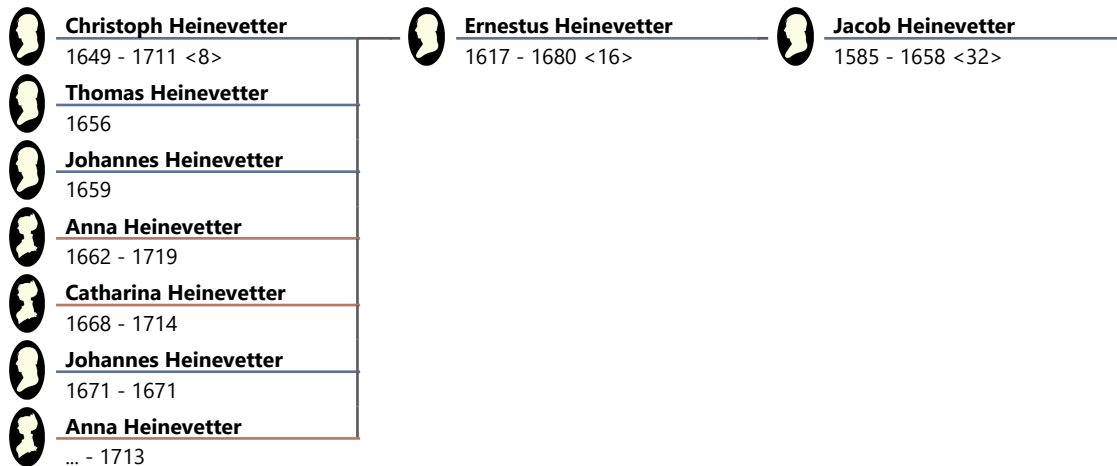 Christoph Heinevetter
1649 - 1711 <8>
Thomas Heinevetter
1656
Johannes Heinevetter
1659
Anna Heinevetter
1662 - 1719
Catharina Heinevetter
1668 - 1714
Johannes Heinevetter
1671 - 1671
Anna Heinevetter
... - 1713
Ernestus Heinevetter
1617 - 1680 <16>
Jacob Heinevetter
1585 - 1658 <32>